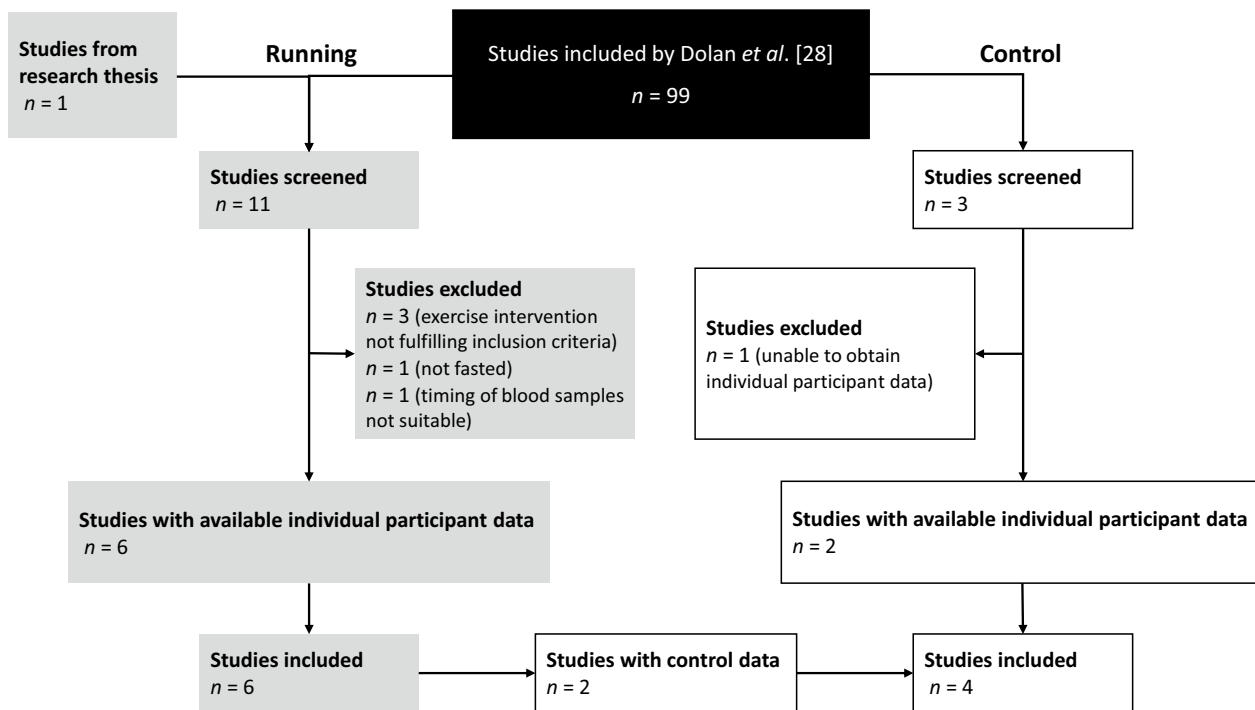 Studies from
research thesis
n = 1
Running
Studies included by Dolan et al. [28]
n = 99
Control
Studies screened
n = 11
Studies screened
n = 3
Studies excluded
n = 3 (exercise intervention
not fulfilling inclusion criteria)
n = 1 (not fasted)
n = 1 (timing of blood samples
not suitable)
Studies excluded
n = 1 (unable to obtain
individual participant data)
Studies with available individual participant data
n = 6
Studies with available individual participant data
n = 2
Studies included
n = 6
Studies with control data
n = 2
Studies included
n = 4